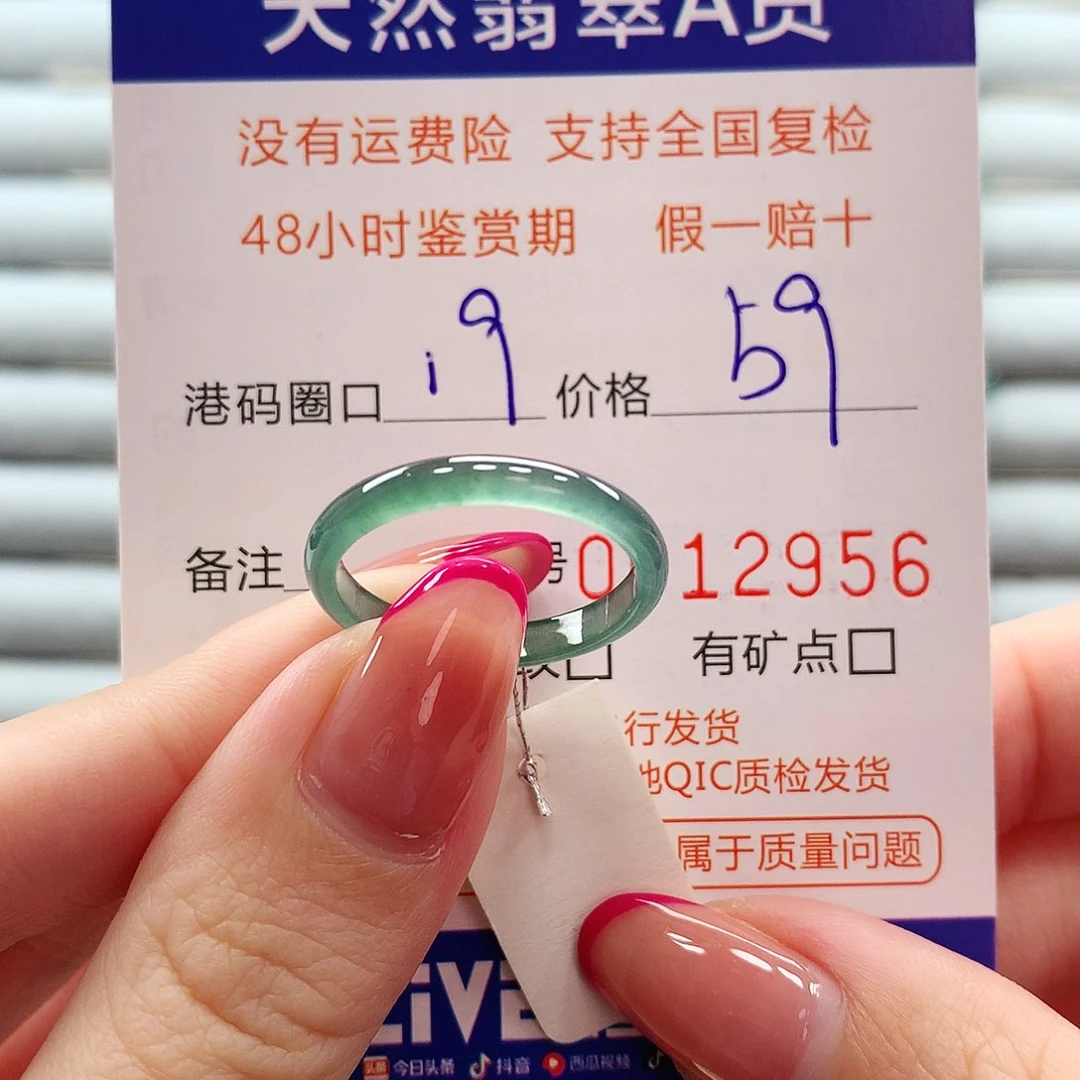 天然翡翠A货
没有运费险 支持全国复检
48小时鉴赏期 假一赔十
港码圈口 19 价格 59
备注 号 0 12956
有矿点□
行发货
QIC质检发货
属于质量问题
LIVE
今日头条 抖音 西瓜视频